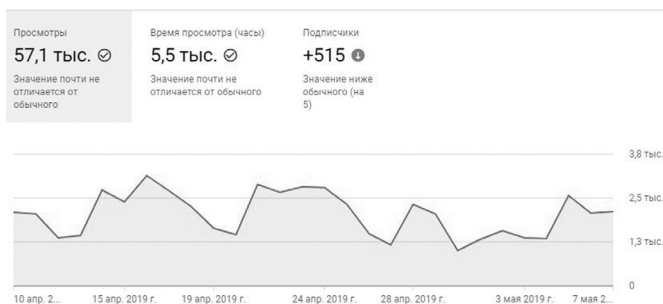 Просмотры
57,1 тыс.
Значение почти не
отличается от
обычного
Время просмотра (часы)
5,5 тыс.
Значение почти не
отличается от обычного
Подписчики
+515
Значение ниже
обычного (на
5)
3,8 тыс.
2,5 тыс.
1,3 тыс.
0
10 апр. 2...
15 апр. 2019 г.
19 апр. 2019 г.
24 апр. 2019 г.
28 апр. 2019 г.
3 мая 2019 г.
7 мая 2...